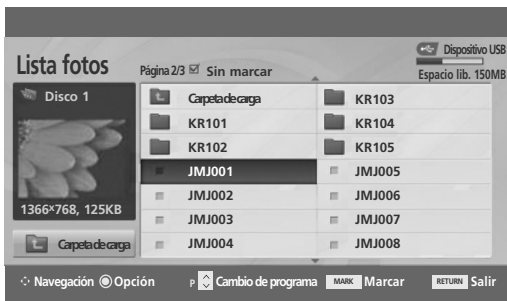 Lista fotos
Página 2/3 Sin marcar
Dispositivo USB
Espacio lib. 150MB
Disco 1
1366×768, 125KB
Carpeta de carga
Carpeta de carga
KR101
KR102
JMJ001
JMJ002
JMJ003
JMJ004
KR103
KR104
KR105
JMJ005
JMJ006
JMJ007
JMJ008
Navegación Opción P Cambio de programa MARK Marcar RETURN Salir